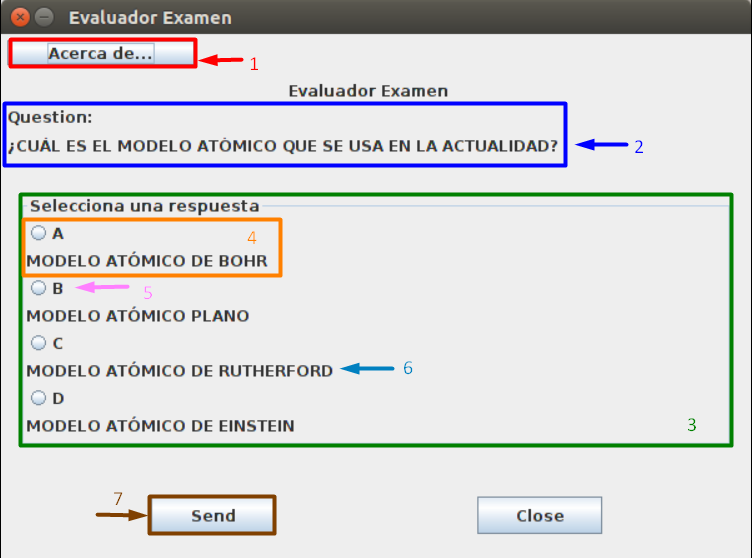 Evaluador Examen
Acerca de...
1
Evaluador Examen
Question:
¿CUÁL ES EL MODELO ATÓMICO QUE SE USA EN LA ACTUALIDAD?
2
Selecciona una respuesta
A
4
MODELO ATÓMICO DE BOHR
B
5
MODELO ATÓMICO PLANO
C
MODELO ATÓMICO DE RUTHERFORD
6
D
MODELO ATÓMICO DE EINSTEIN
3
7
Send
Close